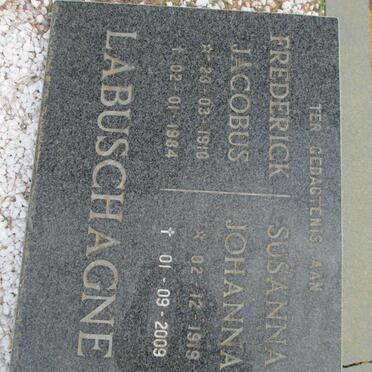 TER GEDAGTENIS AAN
FREDERICK
JACOBUS
☆ 26 03 1910
✝ 02-01-1984
SUSANNA
JOHANNA
☆ 02 12 1919
✝ 01-09-2009
LABUSCHAGNE